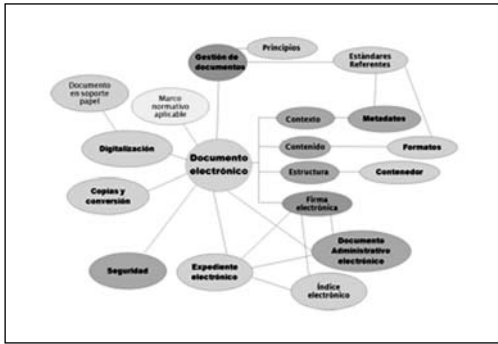 Principios
Gestión de
documentos
Estándares
Referentes
Documento
en soporte
papel
Marco
normativo
aplicable
Contexto
Metadatos
Digitalización
Documento
electrónico
Contenido
Formatos
Estructura
Contenedor
Copias y
conversión
Firma
electrónica
Documento
Administrativo
electrónico
Seguridad
Expediente
electrónico
Índice
electrónico